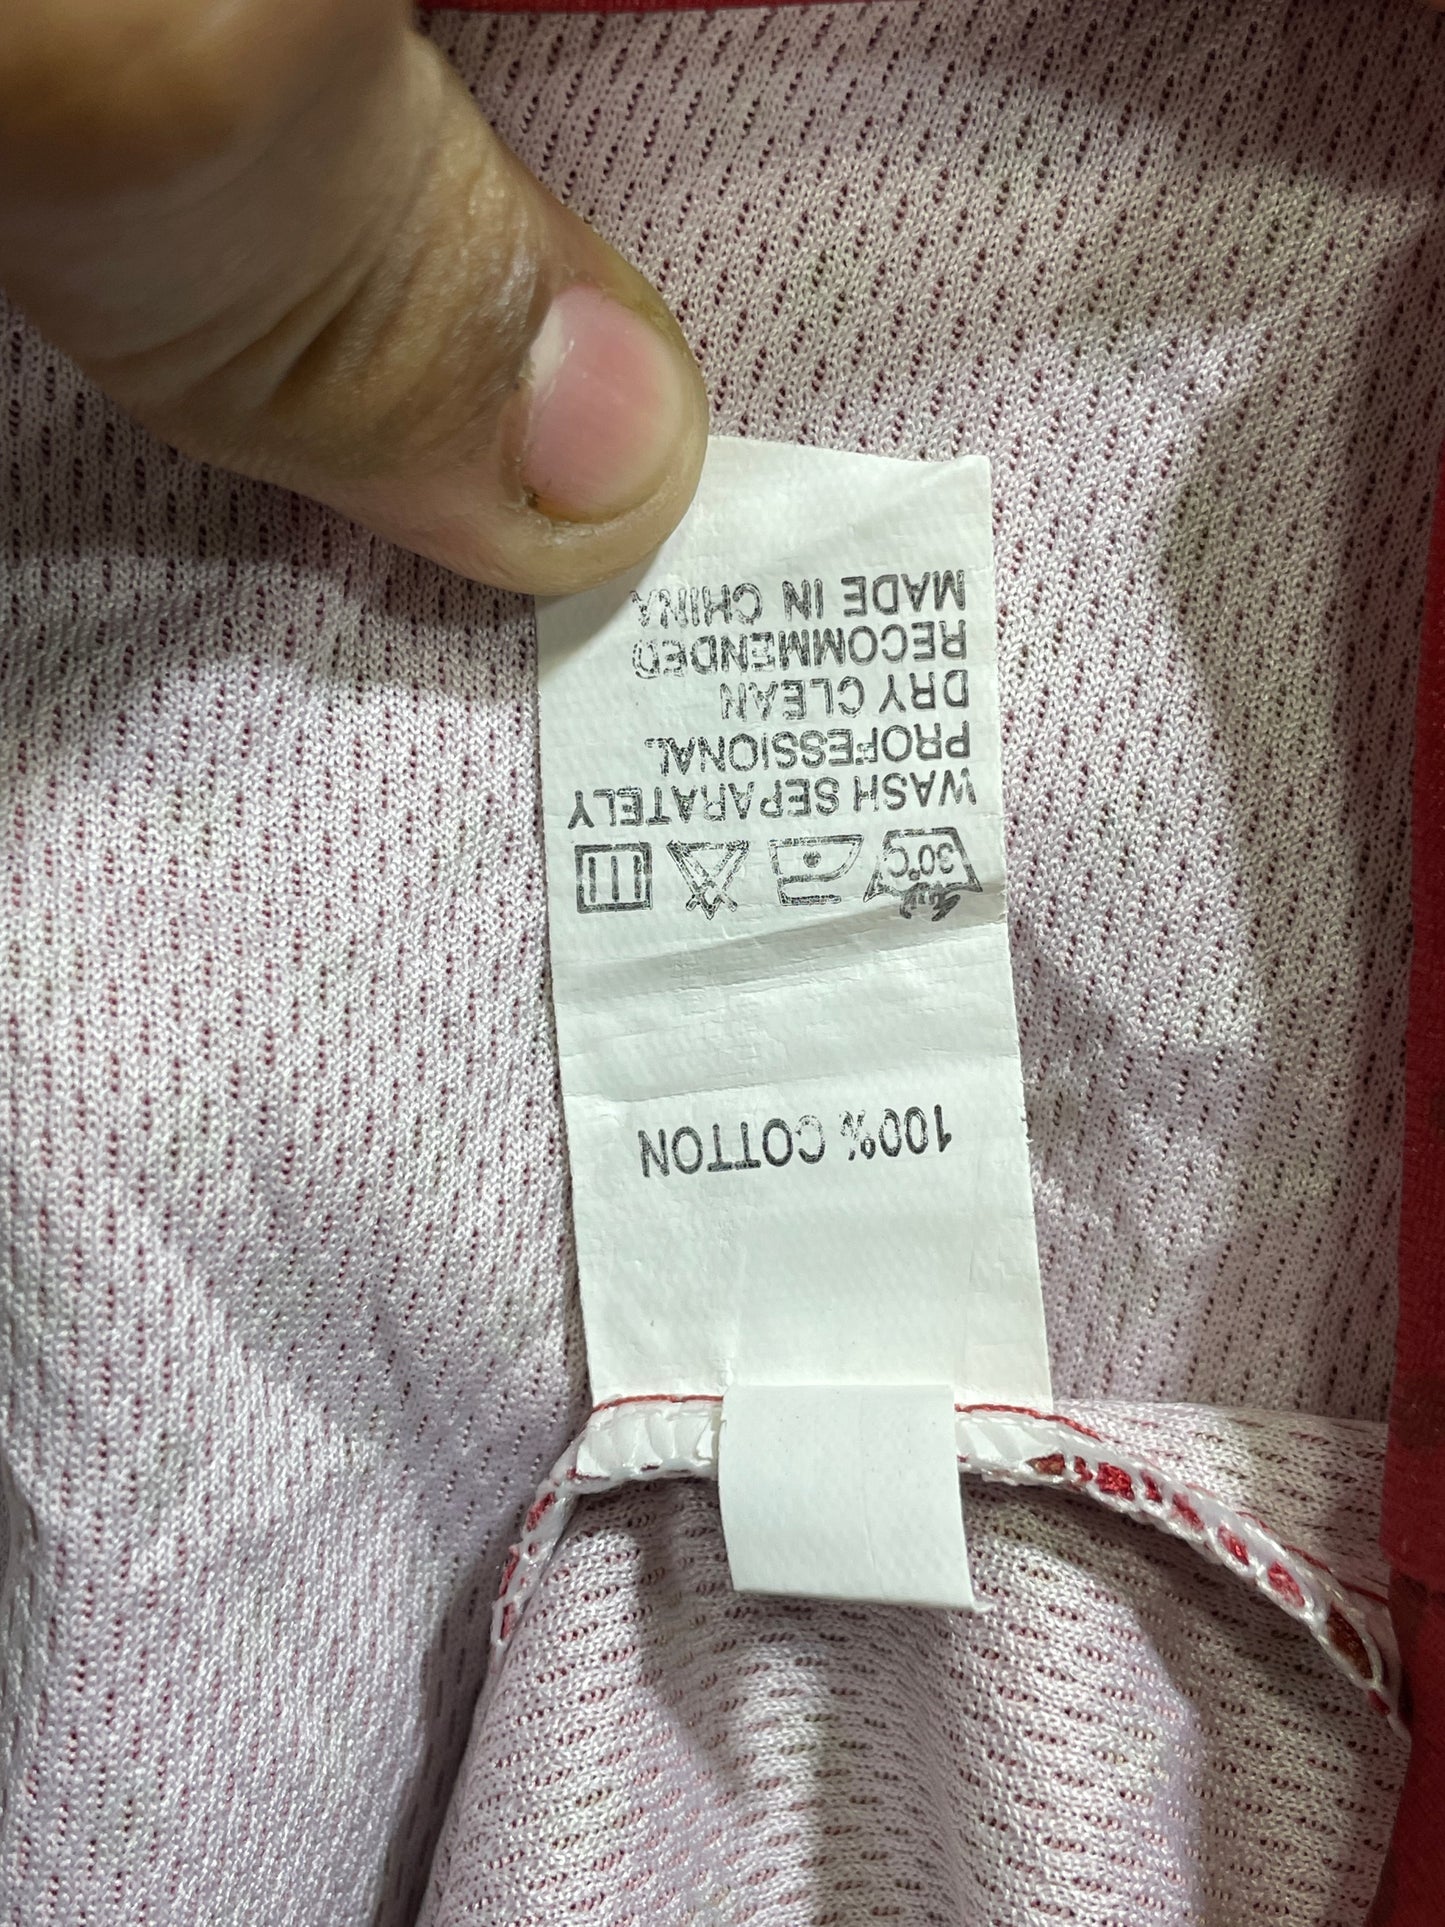 100% COTTON
30°C
WASH SEPARATELY
PROFESSIONAL
DRY CLEAN
RECOMMENDED
MADE IN CHINA